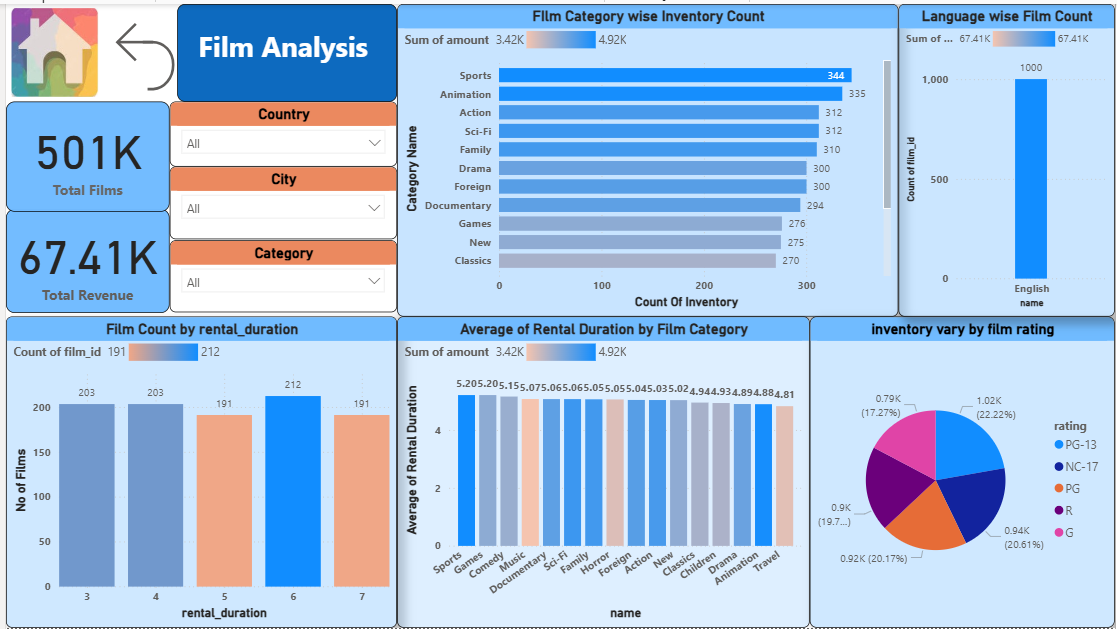 Film Analysis
501K
Total Films
67.41K
Total Revenue
Country
All
City
All
Category
All
Film Category wise Inventory Count
Sum of amount 3.42K 4.92K
Category Name
Sports 344
Animation 335
Action 312
Sci-Fi 312
Family 310
Drama 300
Foreign 300
Documentary 294
Games 276
New 275
Classics 270
0 100 200 300
Count Of Inventory
Language wise Film Count
Sum of ... 67.41K 67.41K
1000
1,000
500
0
Count of film_id
English
name
Film Count by rental_duration
Count of film_id 191 212
No of Films
200
150
100
50
0
203 203 191 212 191
3 4 5 6 7
rental_duration
Average of Rental Duration by Film Category
Sum of amount 3.42K 4.92K
Average of Rental Duration
4
2
0
5.20 5.20 5.15 5.07 5.06 5.06 5.05 5.05 5.04 5.03 5.02 4.94 4.93 4.89 4.88 4.81
Sports Games Comedy Music Documentary Sci-Fi Family Horror Foreign Action New Classics Children Drama Animation Travel
name
inventory vary by film rating
0.79K
(17.27%)
1.02K
(22.22%)
0.9K
(19.7...)
0.94K
(20.61%)
0.92K (20.17%)
rating
PG-13
NC-17
PG
R
G